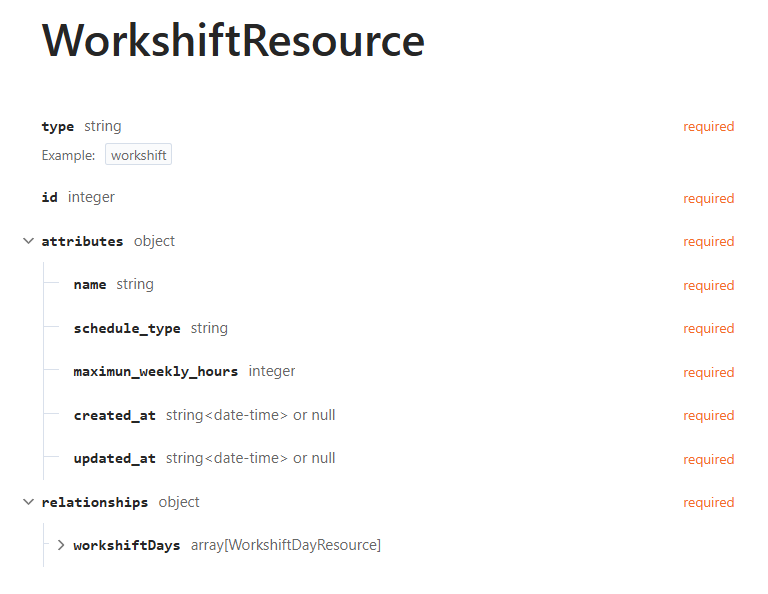 WorkshiftResource
type string required
Example: workshift
id integer required
attributes object required
name string required
schedule_type string required
maximun_weekly_hours integer required
created_at string<date-time> or null required
updated_at string<date-time> or null required
relationships object required
workshiftDays array[WorkshiftDayResource]